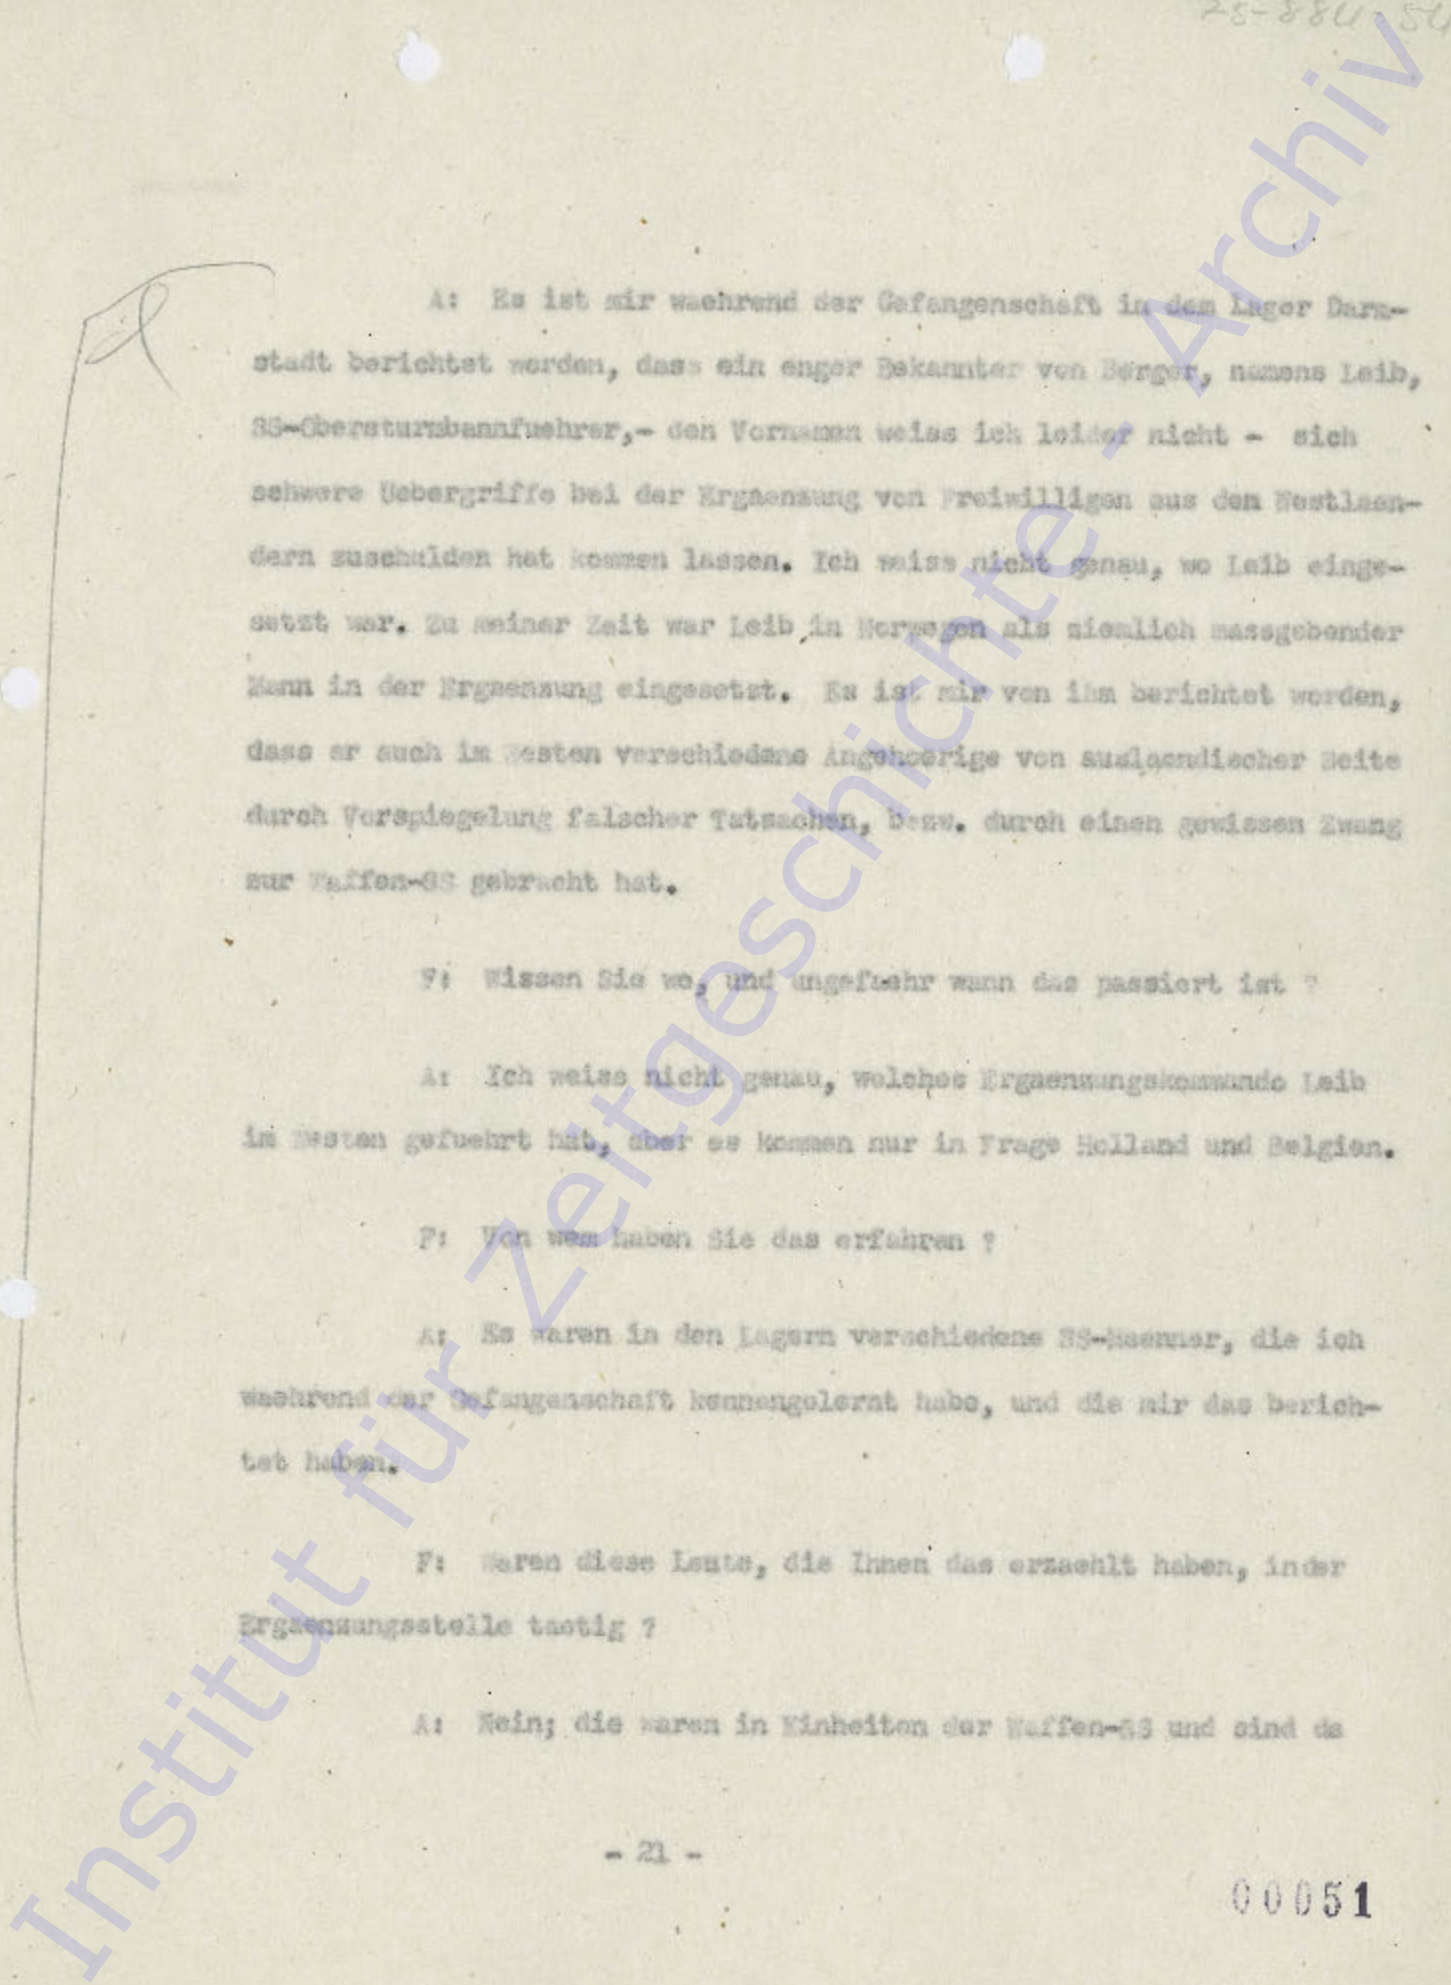 ZS-884-54
A: Es ist mir waehrend der Gefangenschaft in dem Lager Darm-
stadt berichtet worden, dass ein enger Bekannter von Berger, namens Leib,
SS-Obersturmbannfuehrer,- den Vornamen weiss ich leider nicht - sich
schwere Uebergriffe bei der Ergaenzung von Freiwilligen aus den Westlaen-
dern zuschulden hat kommen lassen. Ich weiss nicht genau, wo Leib einge-
setzt war. Zu meiner Zeit war Leib in Norwegen als ziemlich massgebender
Mann in der Ergaenzung eingesetzt. Es ist mir von ihm berichtet worden,
dass er auch im Westen verschiedene Angehoerige von auslaendischer Seite
durch Vorspiegelung falscher Tatsachen, bezw. durch einen gewissen Zwang
zur Waffen-SS gebracht hat.
F: Wissen Sie wo, und ungefaehr wann das passiert ist ?
A: Ich weiss nicht genau, welches Ergaenzungskommando Leib
im Westen gefuehrt hat, aber es kommen nur in Frage Holland und Belgien.
F: Von wem haben Sie das erfahren ?
A: Es waren in den Lagern verschiedene SS-Maenner, die ich
waehrend der Gefangenschaft kennengelernt habe, und die mir das berich-
tet haben.
F: Waren diese Leute, die Ihnen das erzaehlt haben, inder
Ergaenzungsstelle taetig ?
A: Nein; die waren in Einheiten der Waffen-SS und sind da
- 21 -
00051
Institut für Zeitgeschichte - Archiv